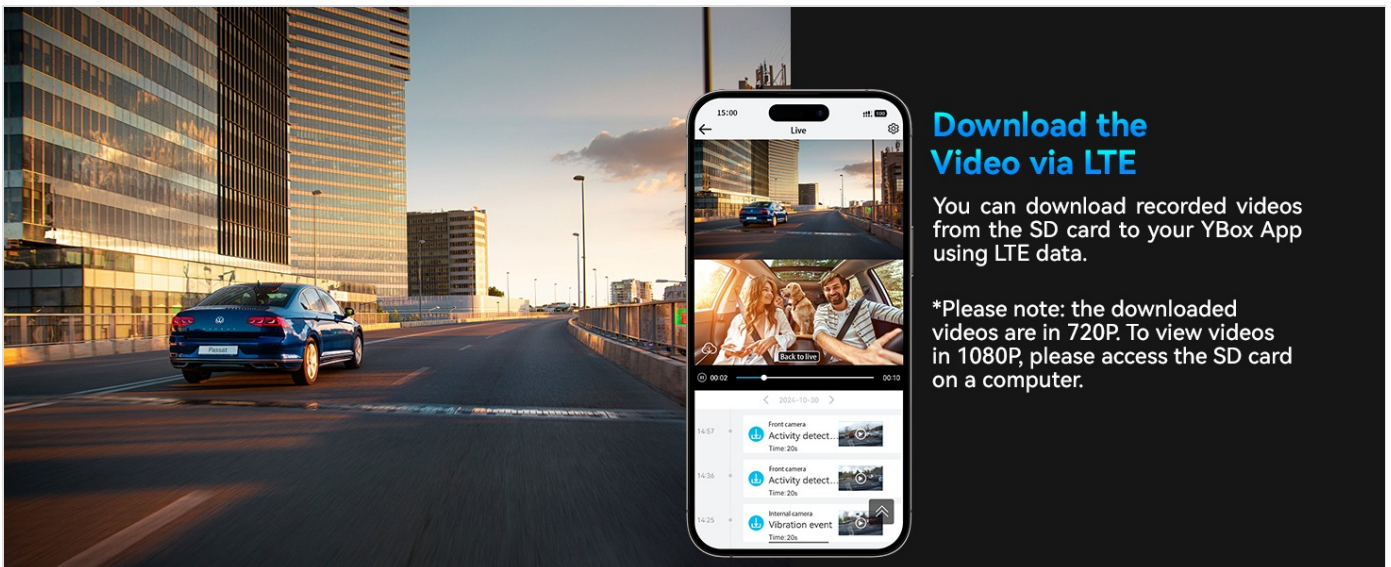 Passat
15:00
100
Live
Back to live
00:02
00:10
2024-10-30
14:57
Front camera
Activity detect...
Time: 20s
14:36
Front camera
Activity detect...
Time: 20s
14:25
Internal camera
Vibration event
Time: 20s
Download the
Video via LTE
You can download recorded videos
from the SD card to your YBox App
using LTE data.
*Please note: the downloaded
videos are in 720P. To view videos
in 1080P, please access the SD card
on a computer.